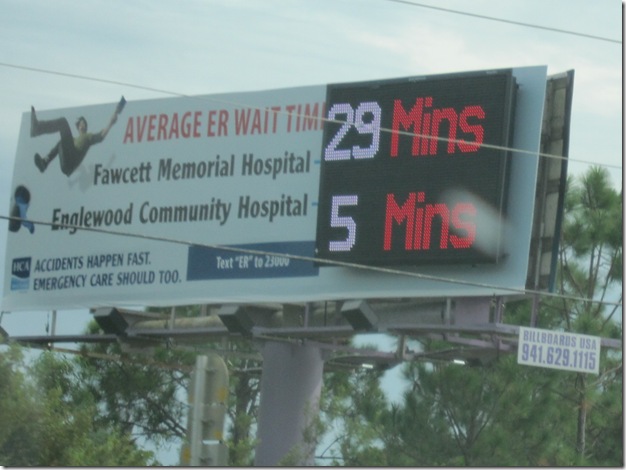 AVERAGE ER WAIT TIM
Fawcett Memorial Hospital 29 Mins
Englewood Community Hospital 5 Mins
HCA
ACCIDENTS HAPPEN FAST.
EMERGENCY CARE SHOULD TOO.
Text "ER" to 23000
BILLBOARDS USA
941.629.1115